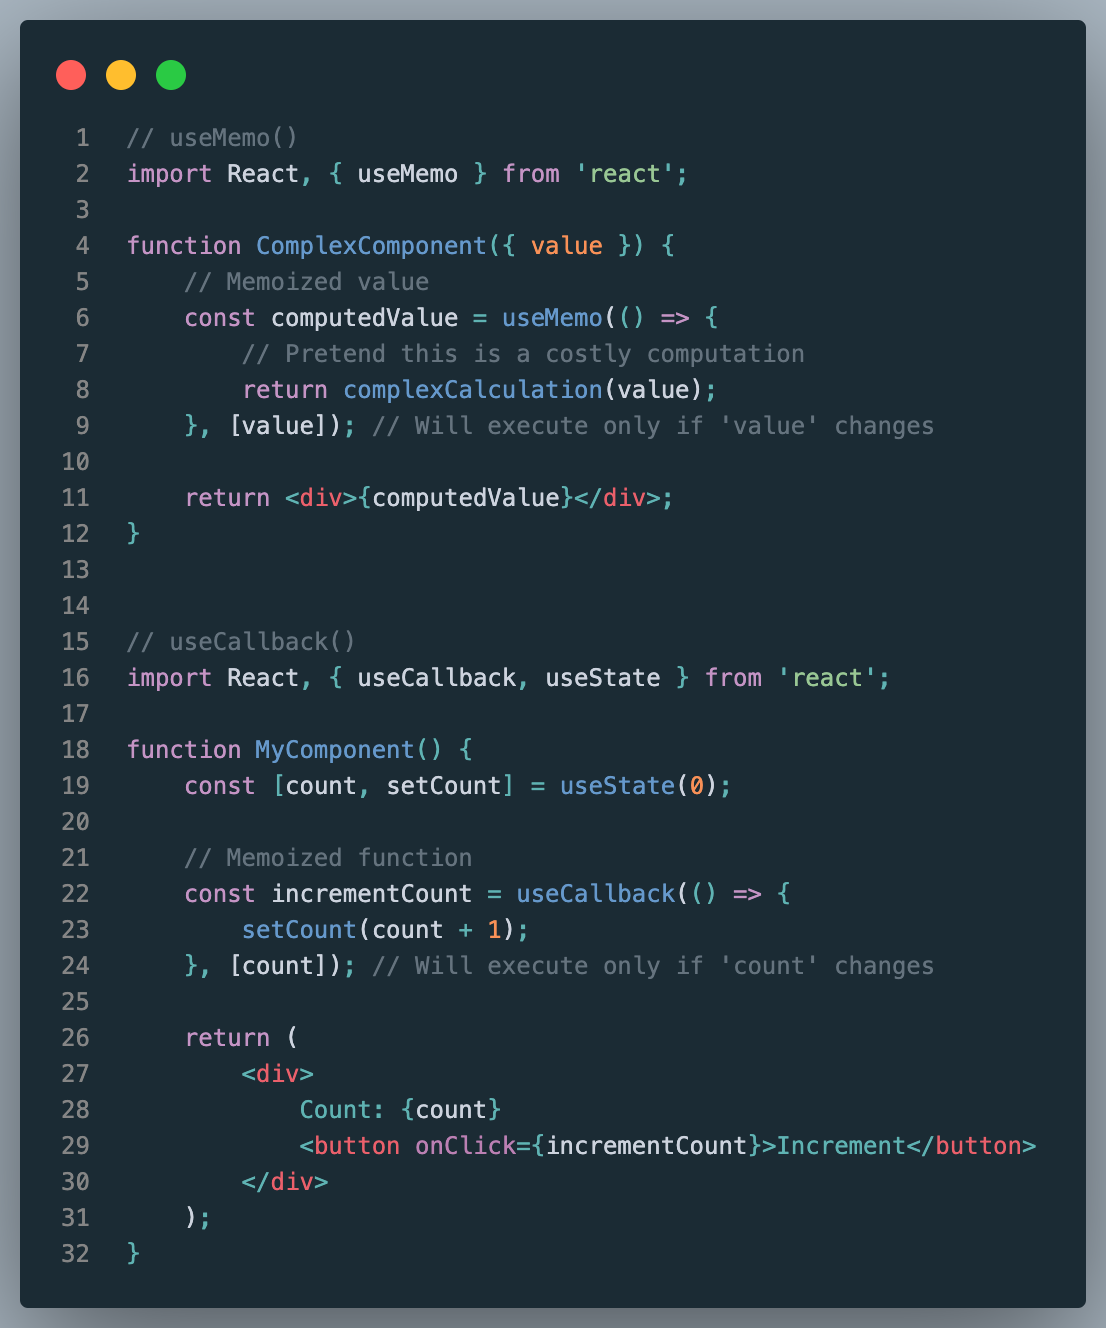 1 // useMemo()
2 import React, { useMemo } from 'react';
3
4 function ComplexComponent({ value }) {
5     // Memoized value
6     const computedValue = useMemo(() => {
7         // Pretend this is a costly computation
8         return complexCalculation(value);
9     }, [value]); // Will execute only if 'value' changes
10
11     return <div>{computedValue}</div>;
12 }
13
14
15 // useCallback()
16 import React, { useCallback, useState } from 'react';
17
18 function MyComponent() {
19     const [count, setCount] = useState(0);
20
21     // Memoized function
22     const incrementCount = useCallback(() => {
23         setCount(count + 1);
24     }, [count]); // Will execute only if 'count' changes
25
26     return (
27         <div>
28             Count: {count}
29             <button onClick={incrementCount}>Increment</button>
30         </div>
31     );
32 }